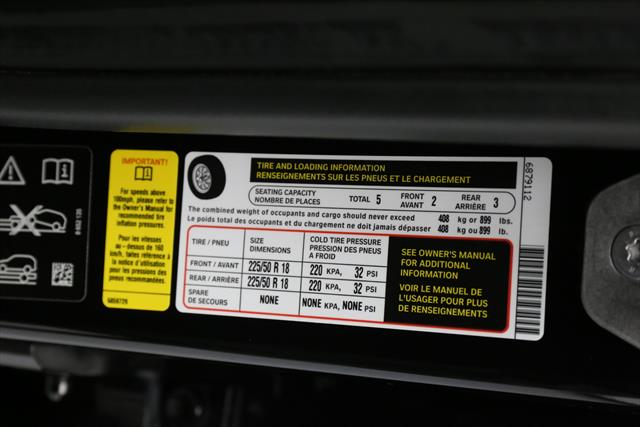 IMPORTANT!
For speeds above
100mph, please refer to
the Owner's Manual for
recommended tire
inflation pressures.
Pour les vitesses
au – dessus de 160
km/h, faites référence
à la notice d'utilisation
pour des pressions de
pneu recommandées.
6856729
TIRE AND LOADING INFORMATION
RENSEIGNEMENTS SUR LES PNEUS ET LE CHARGEMENT
SEATING CAPACITY
NOMBRE DE PLACES
TOTAL 5
FRONT
AVANT 2
REAR
ARRIÈRE 3
The combined weight of occupants and cargo should never exceed 408 kg or 899 lbs.
Le poids total des occupants et du chargement ne doit jamais dépasser 408 kg or 899 lb.
TIRE / PNEU
SIZE
DIMENSIONS
COLD TIRE PRESSURE
PRESSION DES PNEUS
A FROID
FRONT / AVANT 225/50 R 18 220 KPA, 32 PSI
REAR / ARRIÈRE 225/50 R 18 220 KPA, 32 PSI
SPARE
DE SECOURS
NONE NONE KPA, NONE PSI
SEE OWNER'S MANUAL
FOR ADDITIONAL
INFORMATION
VOIR LE MANUEL DE
L'USAGER POUR PLUS
DE RENSEIGNEMENTS
6879112